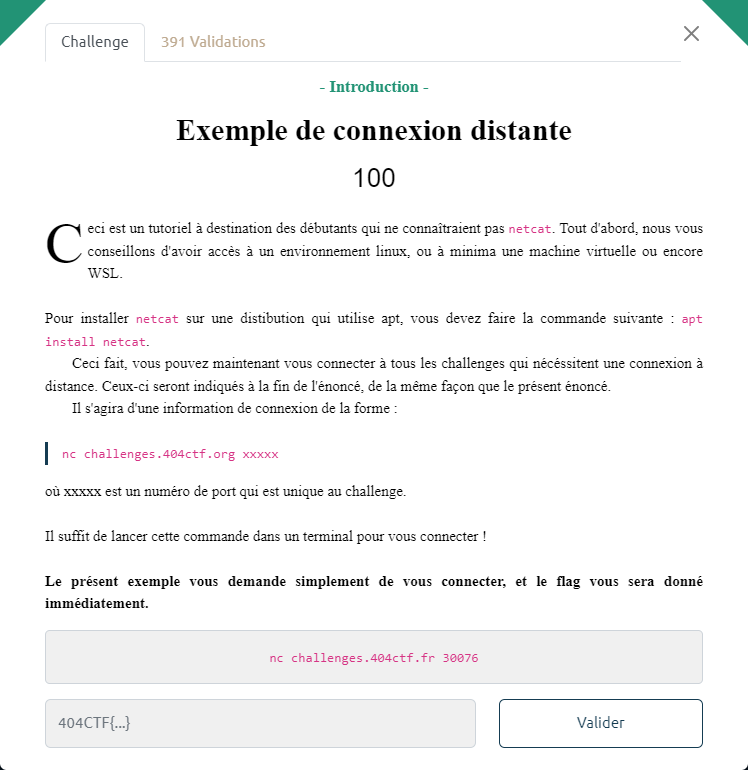 Challenge
391 Validations
- Introduction -
Exemple de connexion distante
100
Ceci est un tutoriel à destination des débutants qui ne connaîtraient pas netcat. Tout d'abord, nous vous
conseillons d'avoir accès à un environnement linux, ou à minima une machine virtuelle ou encore
WSL.
Pour installer netcat sur une distibution qui utilise apt, vous devez faire la commande suivante : apt
install netcat.
Ceci fait, vous pouvez maintenant vous connecter à tous les challenges qui nécéssitent une connexion à
distance. Ceux-ci seront indiqués à la fin de l'énoncé, de la même façon que le présent énoncé.
Il s'agira d'une information de connexion de la forme :
nc challenges.404ctf.org xxxxx
où xxxxx est un numéro de port qui est unique au challenge.
Il suffit de lancer cette commande dans un terminal pour vous connecter !
Le présent exemple vous demande simplement de vous connecter, et le flag vous sera donné
immédiatement.
nc challenges.404ctf.fr 30076
404CTF{...}
Valider